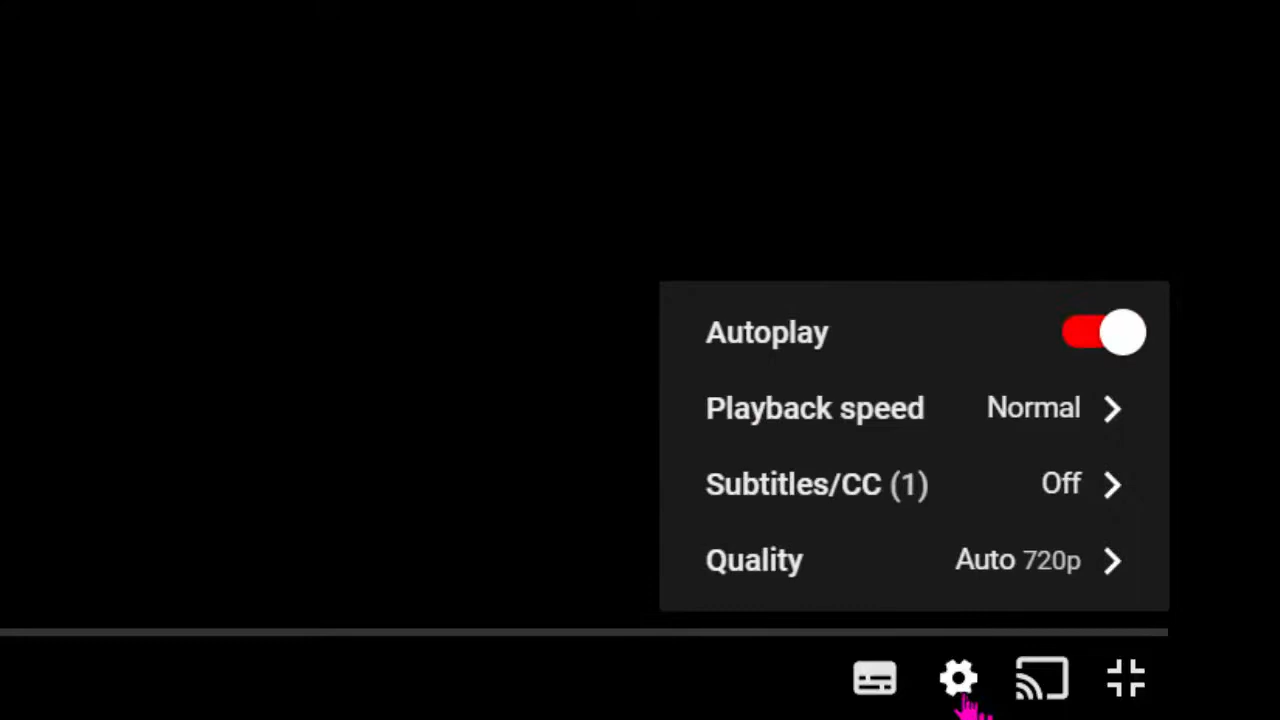 Autoplay
Playback speed Normal
Subtitles/CC (1) Off
Quality Auto 720p